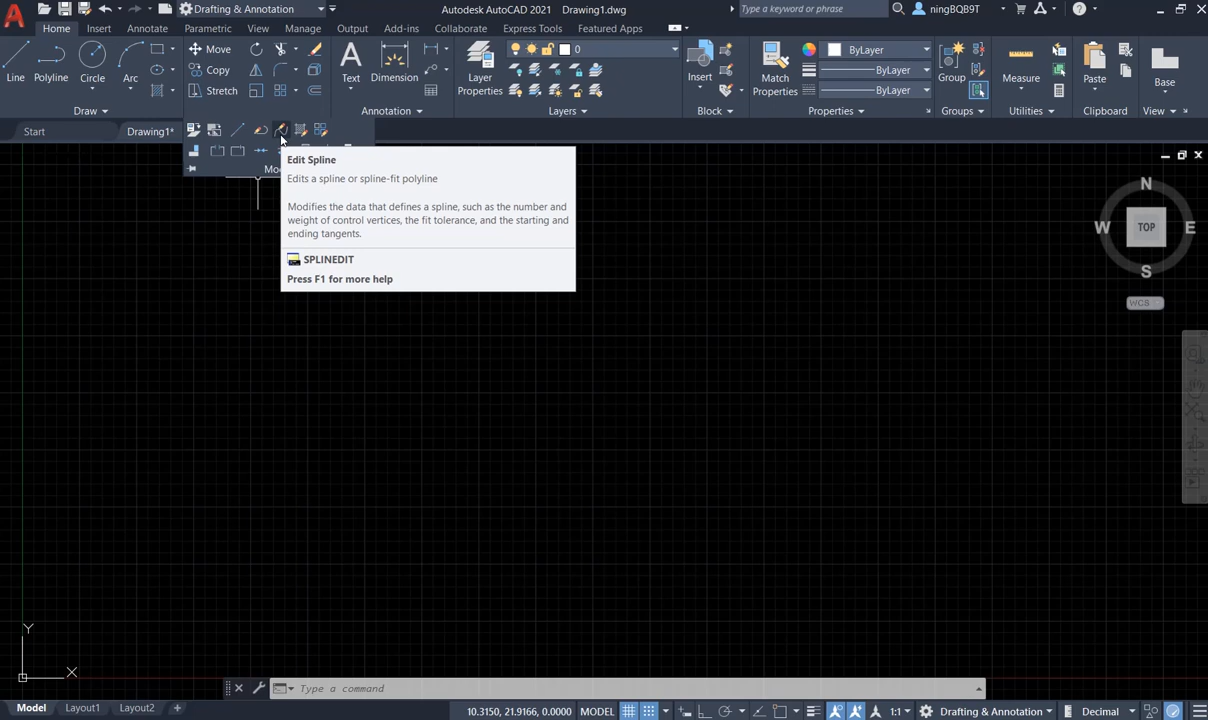 Drafting & Annotation
Autodesk AutoCAD 2021 Drawing1.dwg
Type a keyword or phrase
ningBQB9T
Home Insert Annotate Parametric View Manage Output Add-ins Collaborate Express Tools Featured Apps
Line Polyline Circle Arc
Move
Copy
Stretch
Text Dimension
Layer Properties
0
Insert
Match Properties
ByLayer
ByLayer
ByLayer
Group
Measure
Paste
Base
Draw Annotation Layers Block Properties Groups Utilities Clipboard View
Start Drawing1*
Edit Spline
Edits a spline or spline-fit polyline
Modifies the data that defines a spline, such as the number and
weight of control vertices, the fit tolerance, and the starting and
ending tangents.
SPLINEDIT
Press F1 for more help
N
W TOP E
S
WCS
Y
X
Type a command
Model Layout1 Layout2 +
10.3150, 21.9166, 0.0000 MODEL 1:1 Drafting & Annotation Decimal